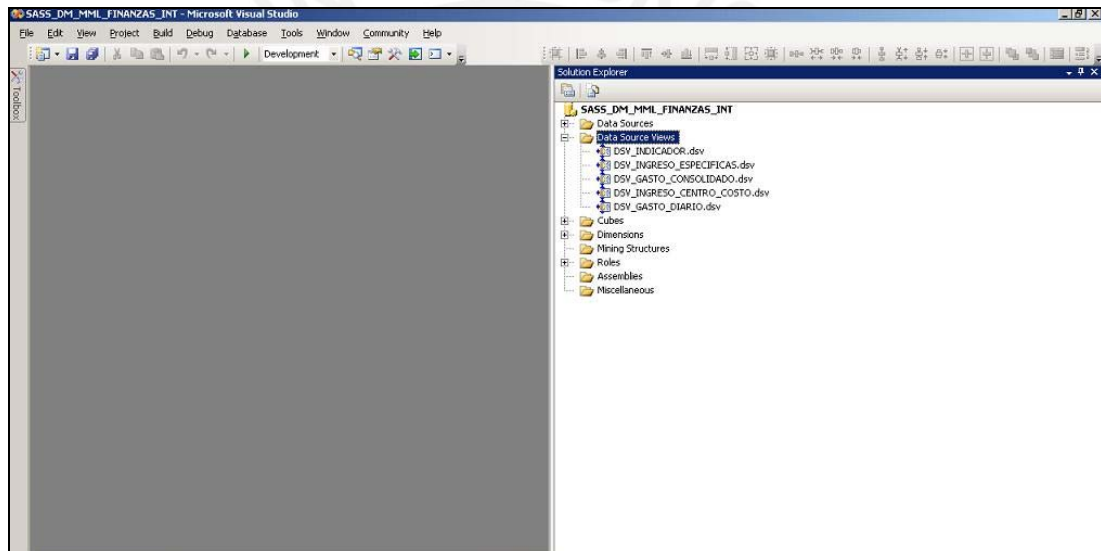 SASS_DM_MML_FINANZAS_INT - Microsoft Visual Studio
File Edit View Project Build Debug Database Tools Window Community Help
Development
Toolbox
Solution Explorer
SASS_DM_MML_FINANZAS_INT
Data Sources
Data Source Views
DSV_INDICADOR.dsv
DSV_INGRESO_ESPECIFICAS.dsv
DSV_GASTO_CONSOLIDADO.dsv
DSV_INGRESO_CENTRO_COSTO.dsv
DSV_GASTO_DIARIO.dsv
Cubes
Dimensions
Mining Structures
Roles
Assemblies
Miscellaneous